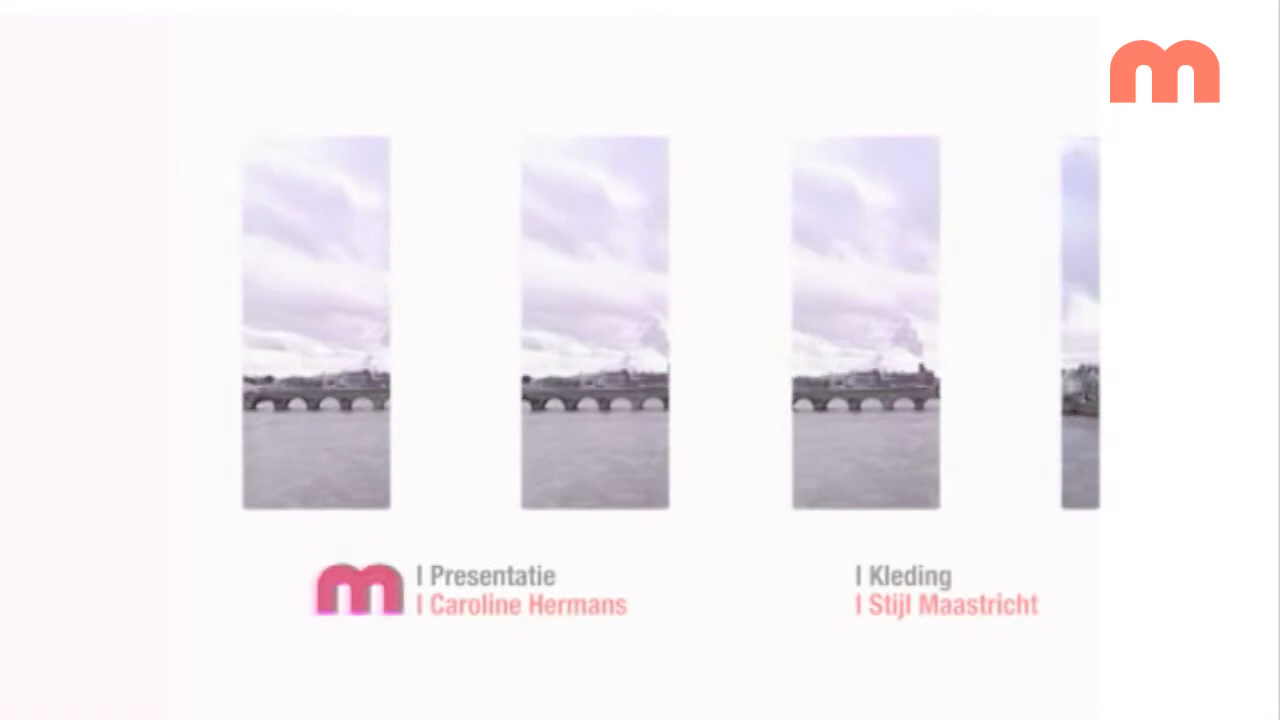 m
m
| Presentatie
| Caroline Hermans
| Kleding
| Stijl Maastricht